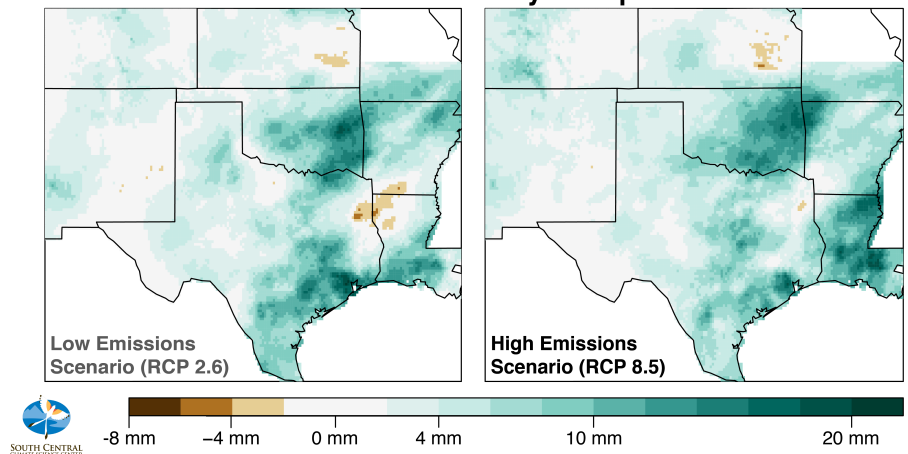 Low Emissions
Scenario (RCP 2.6)
High Emissions
Scenario (RCP 8.5)
-8 mm
−4 mm
0 mm
4 mm
10 mm
20 mm
SOUTH CENTRAL